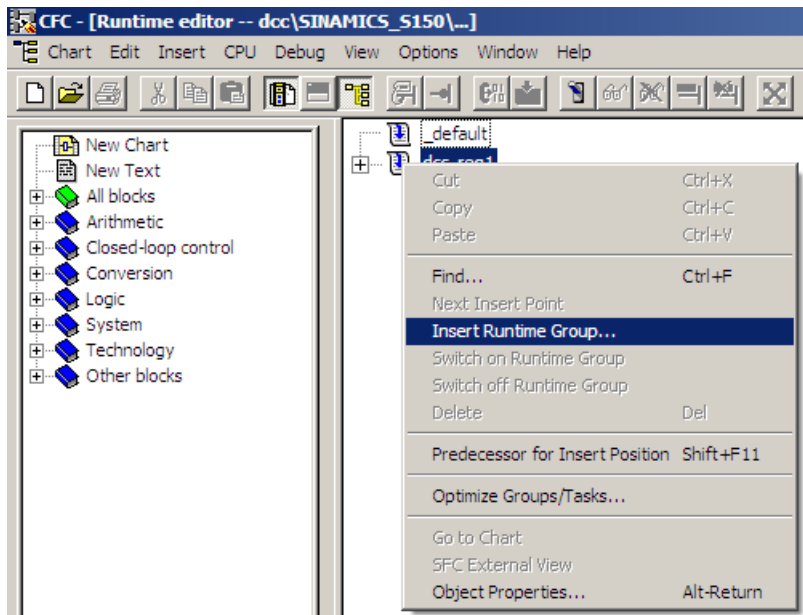 CFC - [Runtime editor -- dcc\SINAMICS_S150\...]
Chart Edit Insert CPU Debug View Options Window Help
New Chart
New Text
All blocks
Arithmetic
Closed-loop control
Conversion
Logic
System
Technology
Other blocks
_default
Cut Ctrl+X
Copy Ctrl+C
Paste Ctrl+V
Find... Ctrl+F
Next Insert Point
Insert Runtime Group...
Switch on Runtime Group
Switch off Runtime Group
Delete Del
Predecessor for Insert Position Shift+F11
Optimize Groups/Tasks...
Go to Chart
SFC External View
Object Properties... Alt-Return